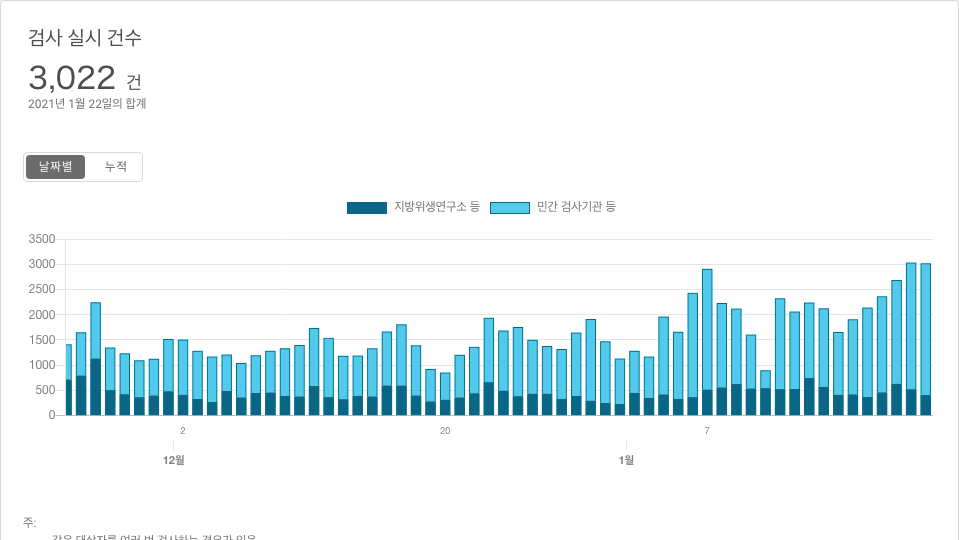 검사 실시 건수
3,022 건
2021년 1월 22일의 합계
날짜별 누적
지방위생연구소 등 민간 검사기관 등
3500
3000
2500
2000
1500
1000
500
0
2 20 7
12월 1월
주:
같은 대상자를 여러 번 검사하는 경우가 있음